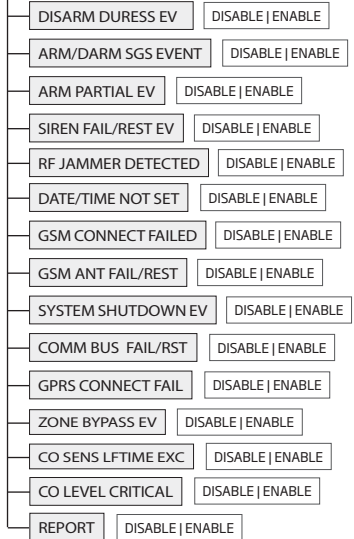 DISARM DURESS EV DISABLE | ENABLE
ARM/DARM SGS EVENT DISABLE | ENABLE
ARM PARTIAL EV DISABLE | ENABLE
SIREN FAIL/REST EV DISABLE | ENABLE
RF JAMMER DETECTED DISABLE | ENABLE
DATE/TIME NOT SET DISABLE | ENABLE
GSM CONNECT FAILED DISABLE | ENABLE
GSM ANT FAIL/REST DISABLE | ENABLE
SYSTEM SHUTDOWN EV DISABLE | ENABLE
COMM BUS FAIL/RST DISABLE | ENABLE
GPRS CONNECT FAIL DISABLE | ENABLE
ZONE BYPASS EV DISABLE | ENABLE
CO SENS LFTIME EXC DISABLE | ENABLE
CO LEVEL CRITICAL DISABLE | ENABLE
REPORT DISABLE | ENABLE